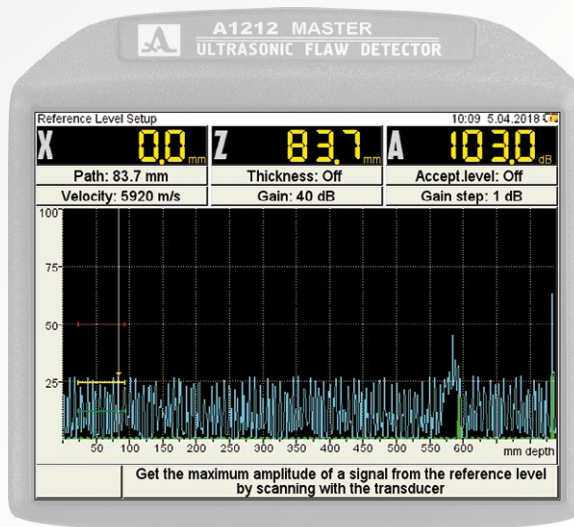 A1212 MASTER
ULTRASONIC FLAW DETECTOR
Reference Level Setup 10:09 5.04.2018
X 0.0 mm Z 83.7 mm A 103.0 dB
Path: 83.7 mm Thickness: Off Accept.level: Off
Velocity: 5920 m/s Gain: 40 dB Gain step: 1 dB
100
75
50
25
50 100 150 200 250 300 350 400 450 500 550 600 mm depth
Get the maximum amplitude of a signal from the reference level
by scanning with the transducer